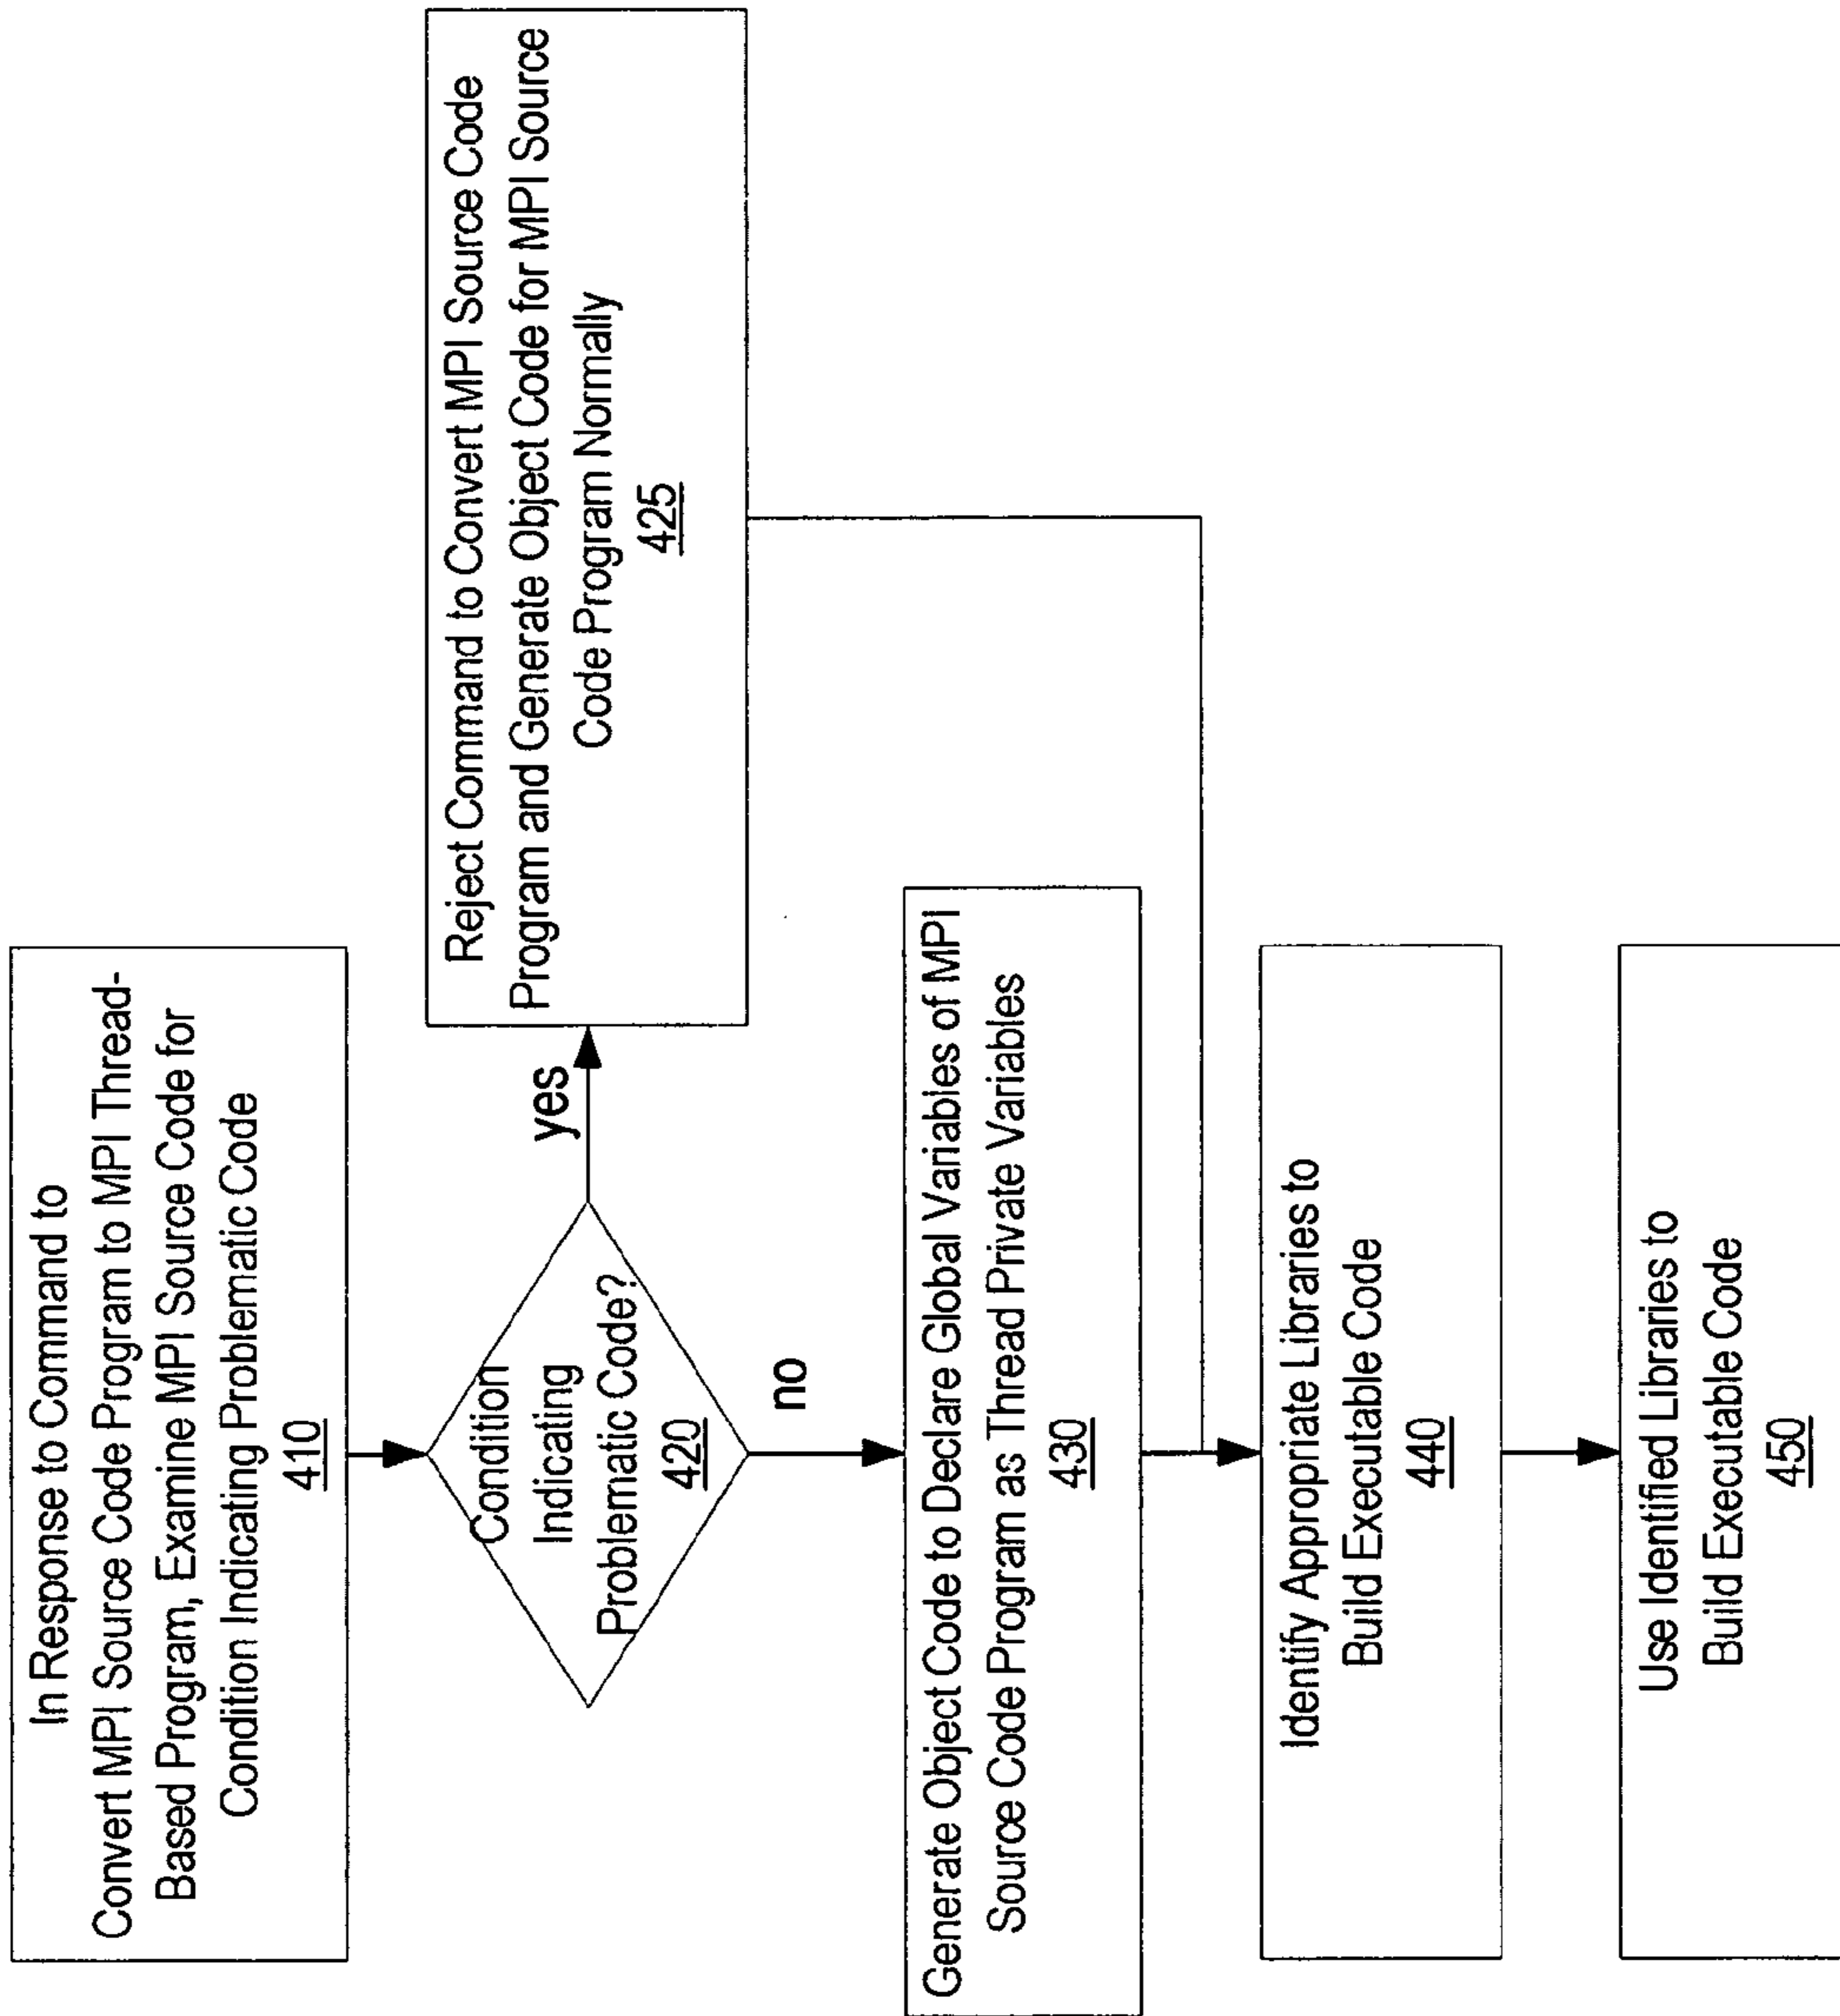 In Response to Command to
Convert MPI Source Code Program to MPI Thread-
Based Program, Examine MPI Source Code for
Condition Indicating Problematic Code
410
Condition
Indicating
Problematic Code?
420
yes
Reject Command to Convert MPI Source Code
Program and Generate Object Code for MPI Source
Code Program Normally
425
no
Generate Object Code to Declare Global Variables of MPI
Source Code Program as Thread Private Variables
430
Identify Appropriate Libraries to
Build Executable Code
440
Use Identified Libraries to
Build Executable Code
450